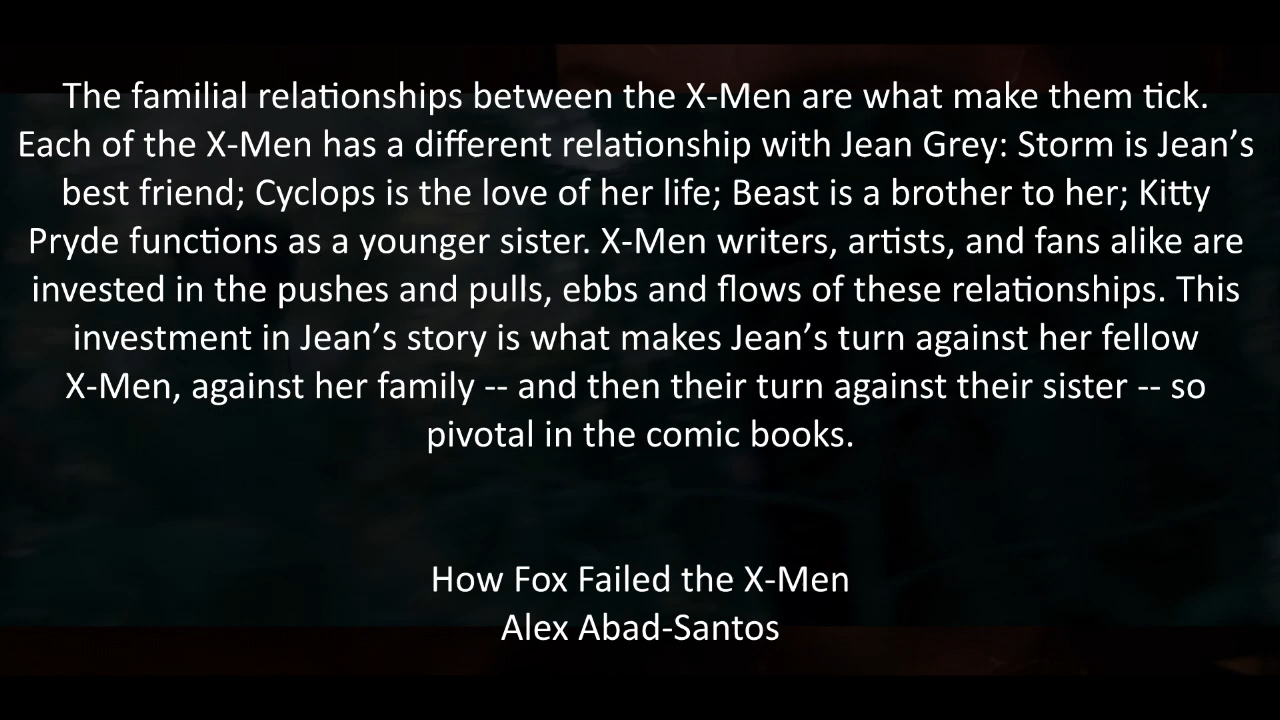 The familial relationships between the X-Men are what make them tick.
Each of the X-Men has a different relationship with Jean Grey: Storm is Jean’s
best friend; Cyclops is the love of her life; Beast is a brother to her; Kitty
Pryde functions as a younger sister. X-Men writers, artists, and fans alike are
invested in the pushes and pulls, ebbs and flows of these relationships. This
investment in Jean’s story is what makes Jean’s turn against her fellow
X-Men, against her family -- and then their turn against their sister -- so
pivotal in the comic books.
How Fox Failed the X-Men
Alex Abad-Santos